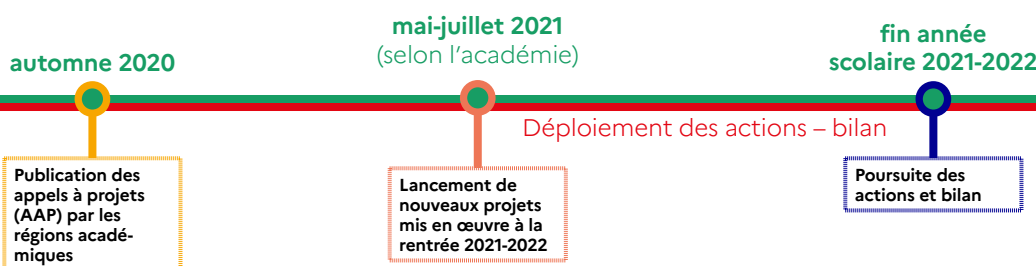 automne 2020
mai-juillet 2021
(selon l'académie)
fin année
scolaire 2021-2022
Déploiement des actions – bilan
Publication des
appels à projets
(AAP) par les
régions acadé-
miques
Lancement de
nouveaux projets
mis en œuvre à la
rentrée 2021-2022
Poursuite des
actions et bilan